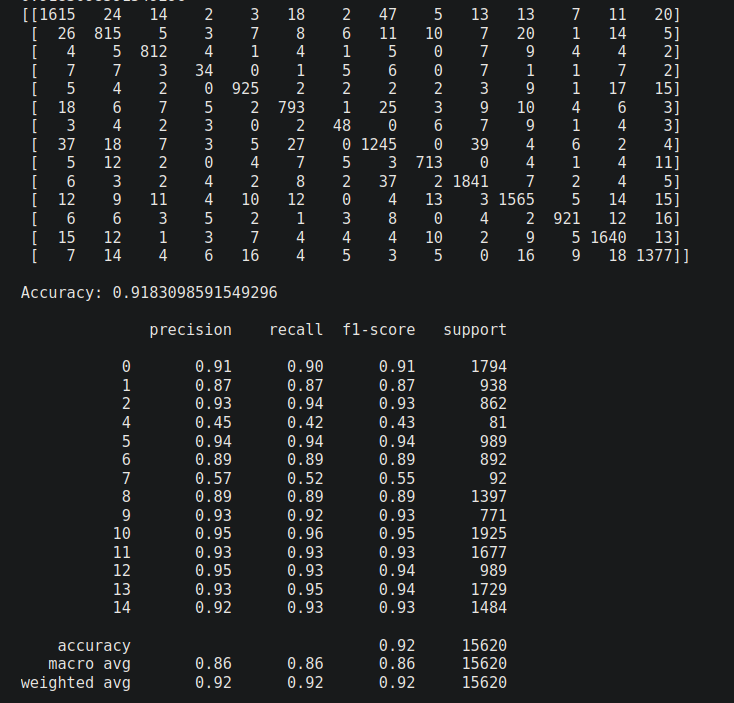 [[1615 24 14 2 3 18 2 47 5 13 13 7 11 20]
[ 26 815 5 3 7 8 6 11 10 7 20 1 14 5]
[ 4 5 812 4 1 4 1 5 0 7 9 4 4 2]
[ 7 7 3 34 0 1 5 6 0 7 1 1 7 2]
[ 5 4 2 0 925 2 2 2 2 3 9 1 17 15]
[ 18 6 7 5 2 793 1 25 3 9 10 4 6 3]
[ 3 4 2 3 0 2 48 0 6 7 9 1 4 3]
[ 37 18 7 3 5 27 0 1245 0 39 4 6 2 4]
[ 5 12 2 0 4 7 5 3 713 0 4 1 4 11]
[ 6 3 2 4 2 8 2 37 2 1841 7 2 4 5]
[ 12 9 11 4 10 12 0 4 13 3 1565 5 14 15]
[ 6 6 3 5 2 1 3 8 0 4 2 921 12 16]
[ 15 12 1 3 7 4 4 4 10 2 9 5 1640 13]
[ 7 14 4 6 16 4 5 3 5 0 16 9 18 1377]]
Accuracy: 0.9183098591549296
precision recall f1-score support
0 0.91 0.90 0.91 1794
1 0.87 0.87 0.87 938
2 0.93 0.94 0.93 862
4 0.45 0.42 0.43 81
5 0.94 0.94 0.94 989
6 0.89 0.89 0.89 892
7 0.57 0.52 0.55 92
8 0.89 0.89 0.89 1397
9 0.93 0.92 0.93 771
10 0.95 0.96 0.95 1925
11 0.93 0.93 0.93 1677
12 0.95 0.93 0.94 989
13 0.93 0.95 0.94 1729
14 0.92 0.93 0.93 1484
accuracy 0.92 15620
macro avg 0.86 0.86 0.86 15620
weighted avg 0.92 0.92 0.92 15620